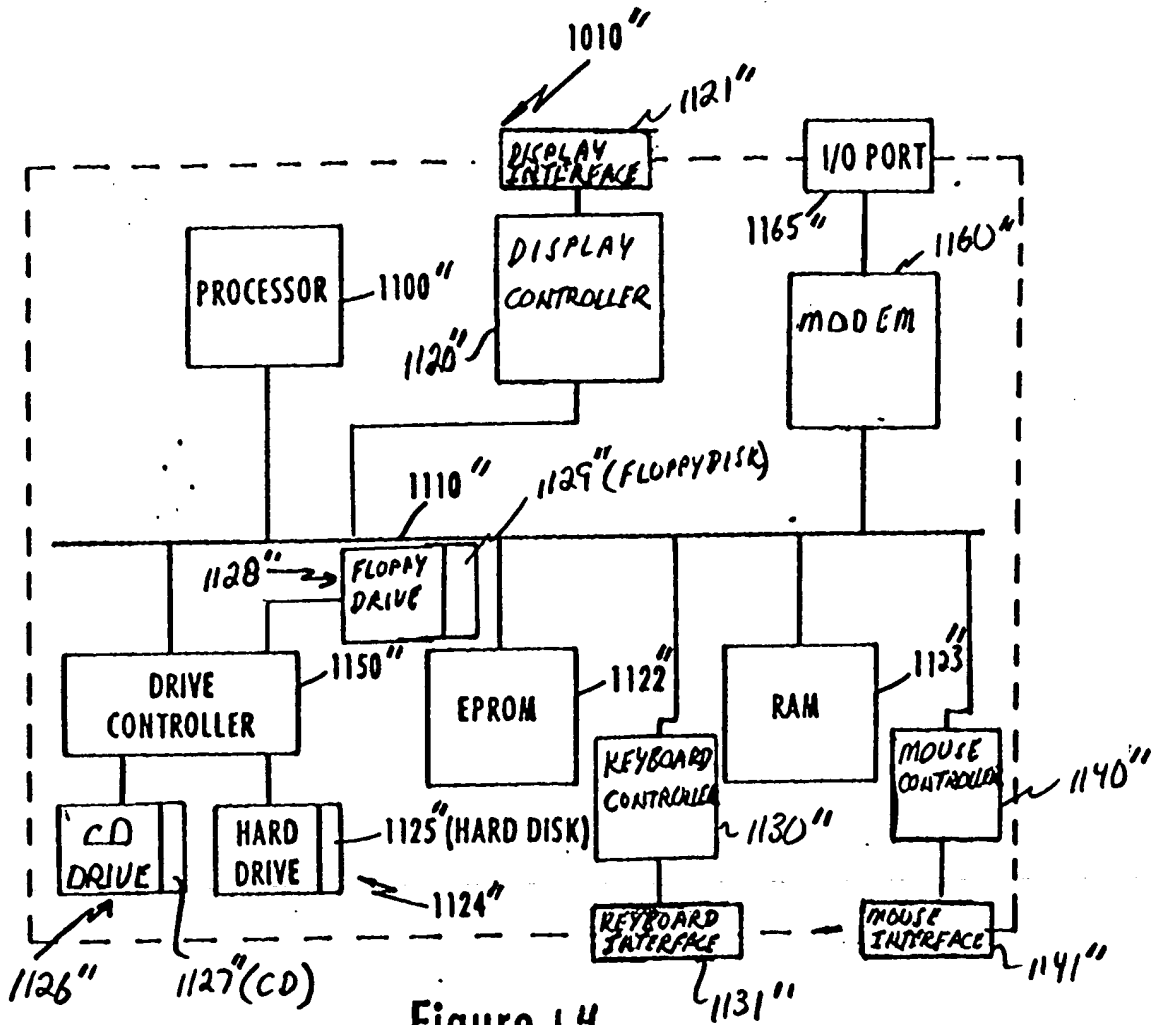 1010"
1121"
DISPLAY
INTERFACE
I/O PORT
1165"
1160"
PROCESSOR
1100"
DISPLAY
CONTROLLER
1120"
MODEM
1110"
1129" (FLOPPY DISK)
1128"
FLOPPY
DRIVE
DRIVE
CONTROLLER
1150"
EPROM
1122"
RAM
1123"
KEYBOARD
CONTROLLER
1130"
MOUSE
CONTROLLER
1140"
CD
DRIVE
HARD
DRIVE
1125" (HARD DISK)
1124"
KEYBOARD
INTERFACE
MOUSE
INTERFACE
1126"
1127" (CD)
1131"
1141"
Figure 14